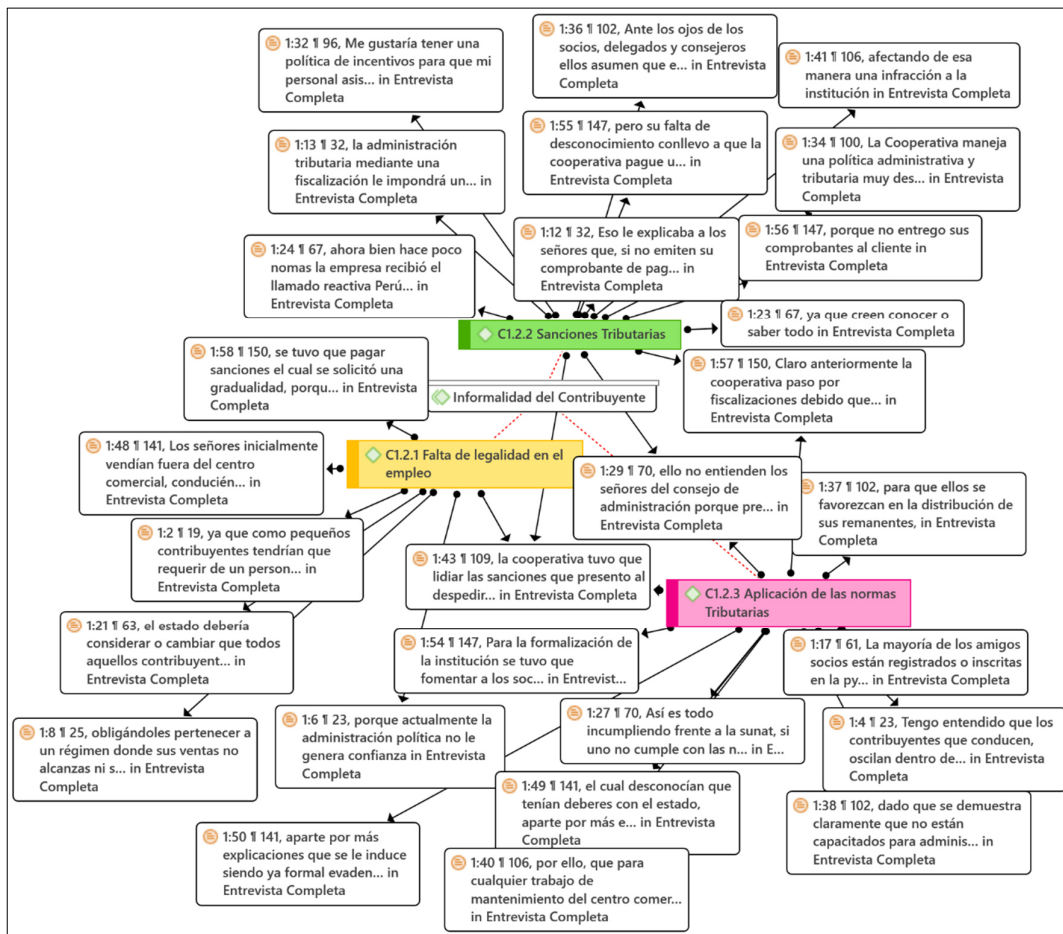 1:32 ¶ 96, Me gustaría tener una
política de incentivos para que mi
personal asis... in Entrevista
Completa
1:36 ¶ 102, Ante los ojos de los
socios, delegados y consejeros
ellos asumen que e... in Entrevista
Completa
1:41 ¶ 106, afectando de esa
manera una infracción a la
institución in Entrevista Completa
1:13 ¶ 32, la administración
tributaria mediante una
fiscalización le impondrá un... in
Entrevista Completa
1:55 ¶ 147, pero su falta de
desconocimiento conllevo a que la
cooperativa pague u... in
Entrevista Completa
1:34 ¶ 100, La Cooperativa maneja
una política administrativa y
tributaria muy des... in Entrevista
Completa
1:24 ¶ 67, ahora bien hace poco
nomas la empresa recibió el
llamado reactiva Perú... in
Entrevista Completa
1:12 ¶ 32, Eso le explicaba a los
señores que, si no emiten su
comprobante de pag... in
Entrevista Completa
1:56 ¶ 147, porque no entrego sus
comprobantes al cliente in
Entrevista Completa
C1.2.2 Sanciones Tributarias
1:23 ¶ 67, ya que creen conocer o
saber todo in Entrevista Completa
1:58 ¶ 150, se tuvo que pagar
sanciones el cual se solicitó una
gradualidad, porqu... in Entrevista
Completa
Informalidad del Contribuyente
1:57 ¶ 150, Claro anteriormente la
cooperativa paso por
fiscalizaciones debido que...
in Entrevista Completa
1:48 ¶ 141, Los señores inicialmente
vendían fuera del centro
comercial, condución...
in Entrevista Completa
C1.2.1 Falta de legalidad en el
empleo
1:29 ¶ 70, ello no entienden los
señores del consejo de
administración porque pre... in
Entrevista Completa
1:37 ¶ 102, para que ellos se
favorezcan en la distribución de
sus remanentes, in Entrevista
Completa
1:2 ¶ 19, ya que como pequeños
contribuyentes tendrían que
requerir de un person... in
Entrevista Completa
1:43 ¶ 109, la cooperativa tuvo que
lidiar las sanciones que presento al
despedir... in Entrevista Completa
C1.2.3 Aplicación de las normas
Tributarias
1:21 ¶ 63, el estado debería
considerar o cambiar que todos
aquellos contribuyent... in
Entrevista Completa
1:54 ¶ 147, Para la formalización de
la institución se tuvo que
fomentar a los soc... in Entrevist...
1:17 ¶ 61, La mayoría de los amigos
socios están registrados o inscritas
en la py... in Entrevista Completa
1:8 ¶ 25, obligándoles pertenecer a
un régimen donde sus ventas no
alcanzas ni s... in Entrevista
Completa
1:6 ¶ 23, porque actualmente la
administración política no le
genera confianza in Entrevista
Completa
1:27 ¶ 70, Así es todo
incumpliendo frente a la sunat, si
uno no cumple con las n... in E...
1:4 ¶ 23, Tengo entendido que los
contribuyentes que conducen,
oscilan dentro de... in Entrevista
Completa
1:49 ¶ 141, el cual desconocían que
tenían deberes con el estado,
aparte por más e... in Entrevista
Completa
1:38 ¶ 102, dado que se demuestra
claramente que no están
capacitados para adminis...
in Entrevista Completa
1:50 ¶ 141, aparte por más
explicaciones que se le induce
siendo ya formal evaden...
in Entrevista Completa
1:40 ¶ 106, por ello, que para
cualquier trabajo de
mantenimiento del centro comer...
in Entrevista Completa